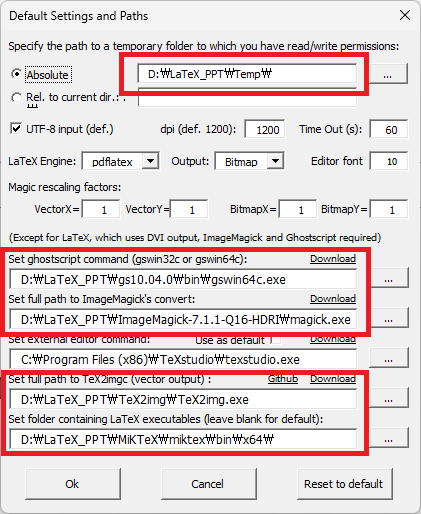 Default Settings and Paths
Specify the path to a temporary folder to which you have read/write permissions:
Absolute D:₩LaTeX_PPT₩Temp₩ ...
Rel. to current dir.: : ...
UTF-8 input (def.) dpi (def. 1200): 1200 Time Out (s): 60
LaTeX Engine: pdflatex Output: Bitmap Editor font 10
Magic rescaling factors:
VectorX= 1 VectorY= 1 BitmapX= 1 BitmapY= 1
(Except for LaTeX, which uses DVI output, ImageMagick and Ghostscript required)
Set ghostscript command (gswin32c or gswin64c): Download
D:₩LaTeX_PPT₩gs10.04.0₩bin₩gswin64c.exe ...
Set full path to ImageMagick's convert: Download
D:₩LaTeX_PPT₩ImageMagick-7.1.1-Q16-HDRI₩magick.exe ...
Set external editor command: Use as default Download
C:₩Program Files (x86)₩TeXstudio₩texstudio.exe ...
Set full path to TeX2imgc (vector output) : Github Download
D:₩LaTeX_PPT₩TeX2img₩TeX2img.exe ...
Set folder containing LaTeX executables (leave blank for default):
D:₩LaTeX_PPT₩MiKTeX₩miktex₩bin₩x64₩ ...
Ok Cancel Reset to default